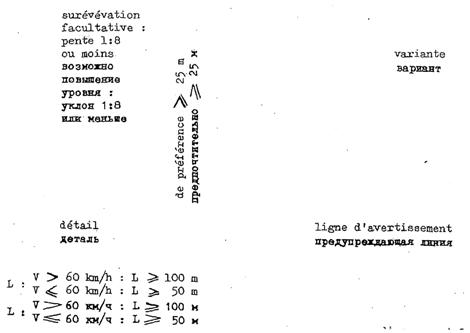 surévévation
facultative :
pente 1:8
ou moins
возможно
повышение
уровня :
уклон 1:8
или меньше
de préférence ⩾ 25 m
предпочтительно ⩾ 25 м
variante
вариант
détail
деталь
ligne d'avertissement
предупреждающая линия
L : V > 60 km/h : L ⩾ 100 m
V ⩽ 60 km/h : L ⩾ 50 m
L : V > 60 км/ч : L ⩾ 100 м
V ⩽ 60 км/ч : L ⩾ 50 м